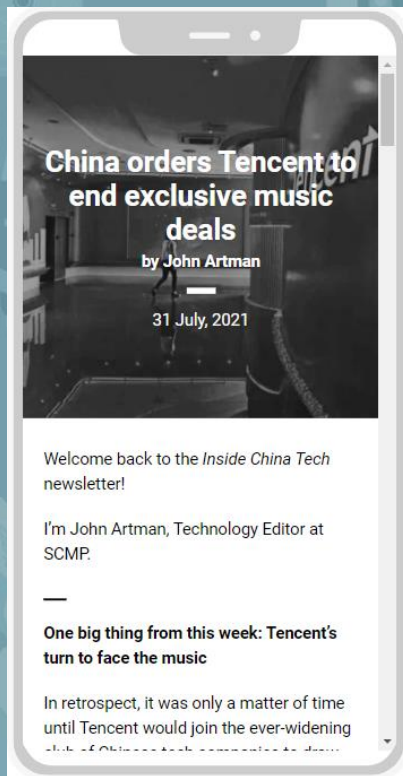 China orders Tencent to
end exclusive music
deals
by John Artman
31 July, 2021
Welcome back to the Inside China Tech
newsletter!
I'm John Artman, Technology Editor at
SCMP.
One big thing from this week: Tencent's
turn to face the music
In retrospect, it was only a matter of time
until Tencent would join the ever-widening